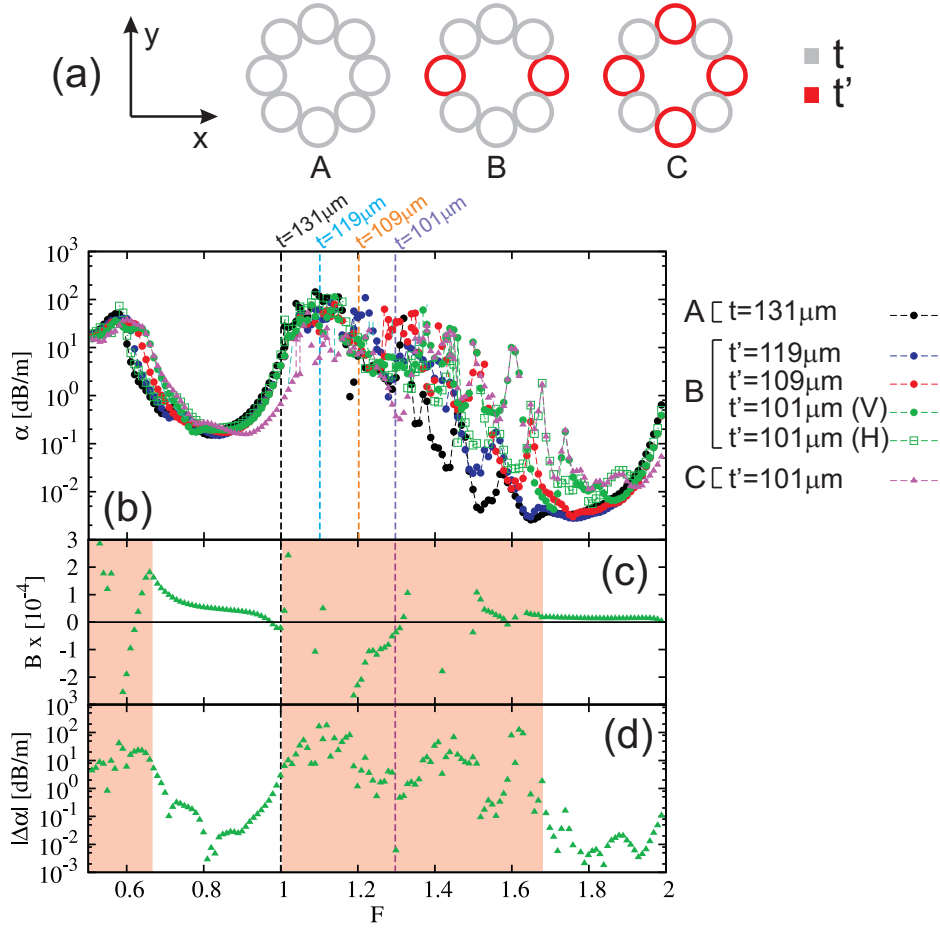 (a)
y
x
A
B
C
t
t'
t=131μm
t=119μm
t=109μm
t=101μm
α [dB/m]
10³
10²
10¹
10⁰
10⁻¹
10⁻²
(b)
A [ t=131μm
B [ t'=119μm
t'=109μm
t'=101μm (V)
t'=101μm (H)
C [ t'=101μm
B x [10⁻⁴]
3
2
1
0
-1
-2
(c)
|Δα| [dB/m]
10³
10²
10¹
10⁰
10⁻¹
10⁻²
10⁻³
(d)
0.6 0.8 1 1.2 1.4 1.6 1.8 2
F